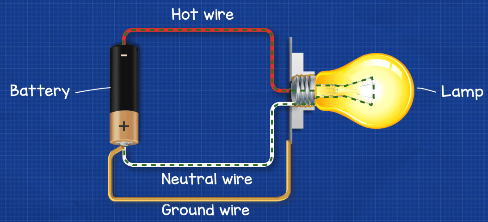 Hot wire
-
Battery
Lamp
+
Neutral wire
Ground wire